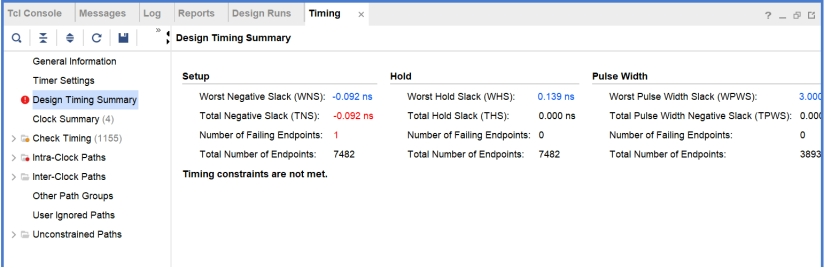 Tcl Console Messages Log Reports Design Runs Timing × ? _
» Design Timing Summary
General Information
Timer Settings
Design Timing Summary
Clock Summary (4)
Check Timing (1155)
Intra-Clock Paths
Inter-Clock Paths
Other Path Groups
User Ignored Paths
Unconstrained Paths
Setup
Worst Negative Slack (WNS): -0.092 ns
Total Negative Slack (TNS): -0.092 ns
Number of Failing Endpoints: 1
Total Number of Endpoints: 7482
Hold
Worst Hold Slack (WHS): 0.139 ns
Total Hold Slack (THS): 0.000 ns
Number of Failing Endpoints: 0
Total Number of Endpoints: 7482
Pulse Width
Worst Pulse Width Slack (WPWS): 3.000
Total Pulse Width Negative Slack (TPWS): 0.000
Number of Failing Endpoints: 0
Total Number of Endpoints: 3893
Timing constraints are not met.